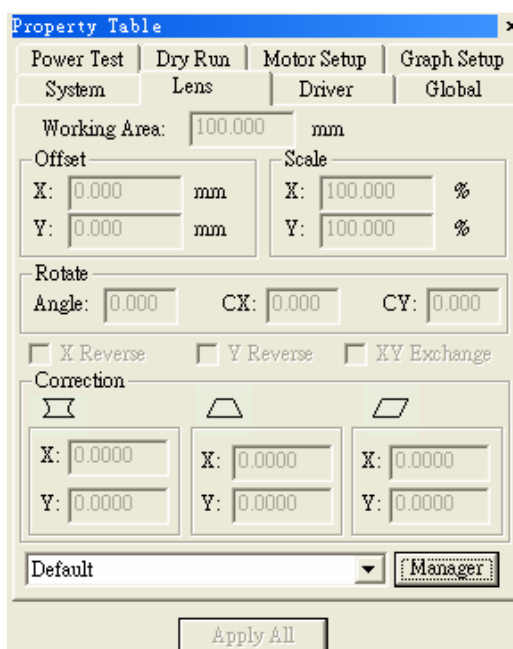 Property Table
Power Test Dry Run Motor Setup Graph Setup
System Lens Driver Global
Working Area: 100.000 mm
Offset Scale
X: 0.000 mm X: 100.000 %
Y: 0.000 mm Y: 100.000 %
Rotate
Angle: 0.000 CX: 0.000 CY: 0.000
X Reverse Y Reverse XY Exchange
Correction
X: 0.0000 X: 0.0000 X: 0.0000
Y: 0.0000 Y: 0.0000 Y: 0.0000
Default Manager
Apply All